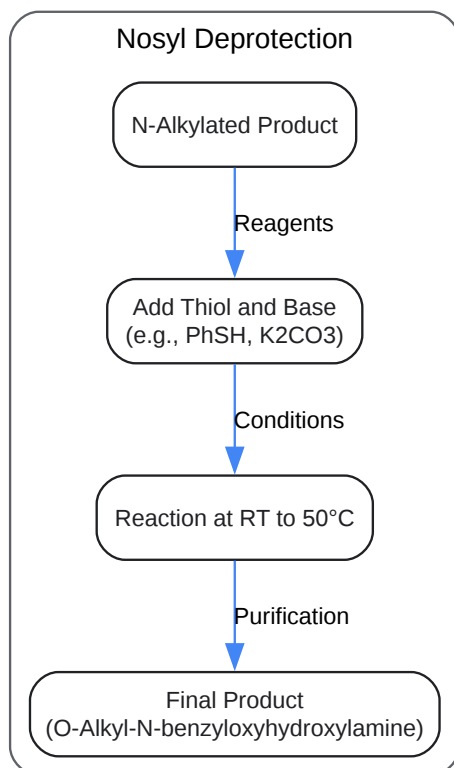 Nosyl Deprotection
N-Alkylated Product
Reagents
Add Thiol and Base
(e.g., PhSH, K2CO3)
Conditions
Reaction at RT to 50°C
Purification
Final Product
(O-Alkyl-N-benzyloxyhydroxylamine)